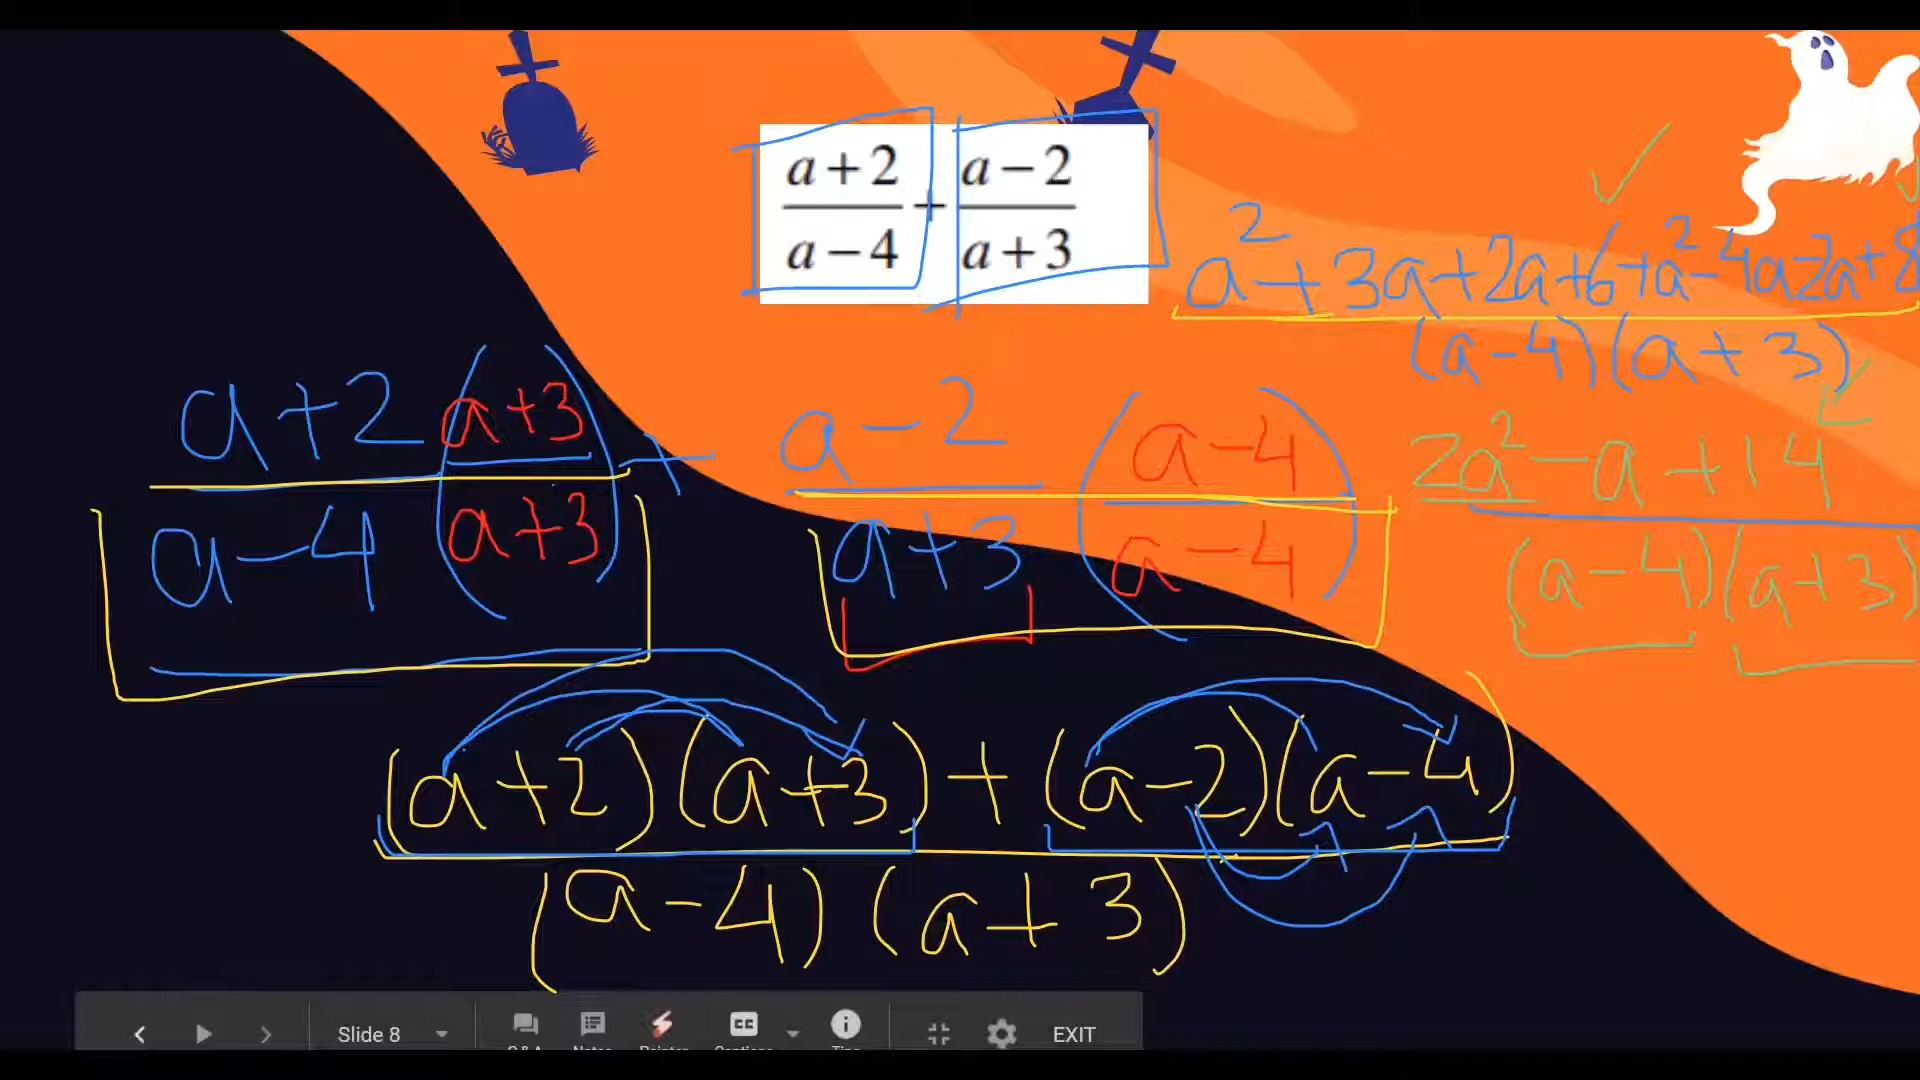 a + 2
a − 4
+
a − 2
a + 3
a² + 3a + 2a + 6 + a² − 4a − 2a + 8
(a − 4)(a + 3)
a + 2 (a + 3) + a − 2 (a − 4)
a − 4 (a + 3) a + 3 (a − 4)
2a² − a + 14
(a − 4)(a + 3)
(a + 2)(a + 3) + (a − 2)(a − 4)
(a − 4)(a + 3)
Slide 8
CC
EXIT